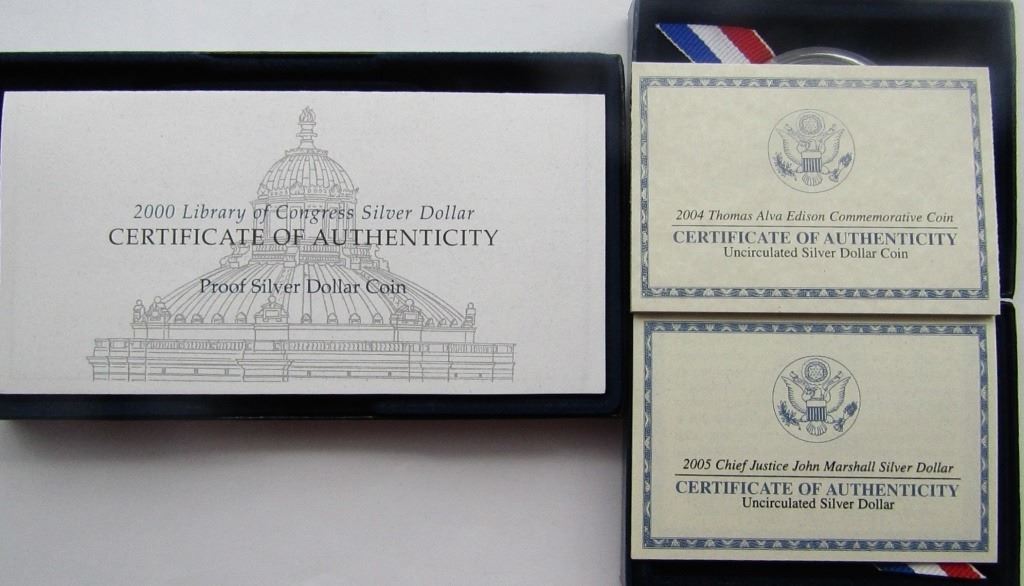 2000 Library of Congress Silver Dollar
CERTIFICATE OF AUTHENTICITY
Proof Silver Dollar Coin
2004 Thomas Alva Edison Commemorative Coin
CERTIFICATE OF AUTHENTICITY
Uncirculated Silver Dollar Coin
2005 Chief Justice John Marshall Silver Dollar
CERTIFICATE OF AUTHENTICITY
Uncirculated Silver Dollar